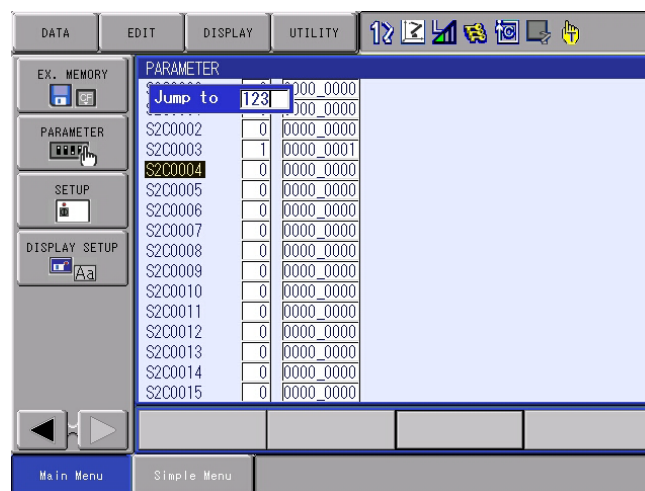 DATA EDIT DISPLAY UTILITY
EX. MEMORY
CF
PARAMETER
SETUP
DISPLAY SETUP
Aa
PARAMETER
0000_0000
Jump to 123
0000_0000
S2C0002 0 0000_0000
S2C0003 1 0000_0001
S2C0004 0 0000_0000
S2C0005 0 0000_0000
S2C0006 0 0000_0000
S2C0007 0 0000_0000
S2C0008 0 0000_0000
S2C0009 0 0000_0000
S2C0010 0 0000_0000
S2C0011 0 0000_0000
S2C0012 0 0000_0000
S2C0013 0 0000_0000
S2C0014 0 0000_0000
S2C0015 0 0000_0000
Main Menu Simple Menu